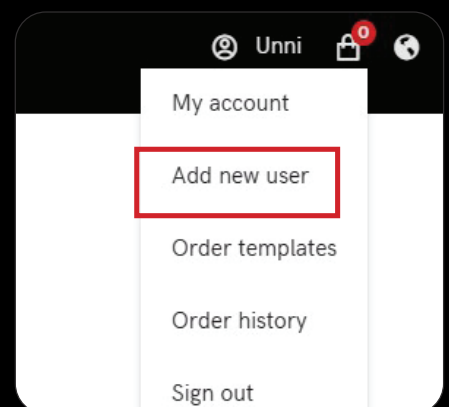 Unni 0
My account
Add new user
Order templates
Order history
Sign out